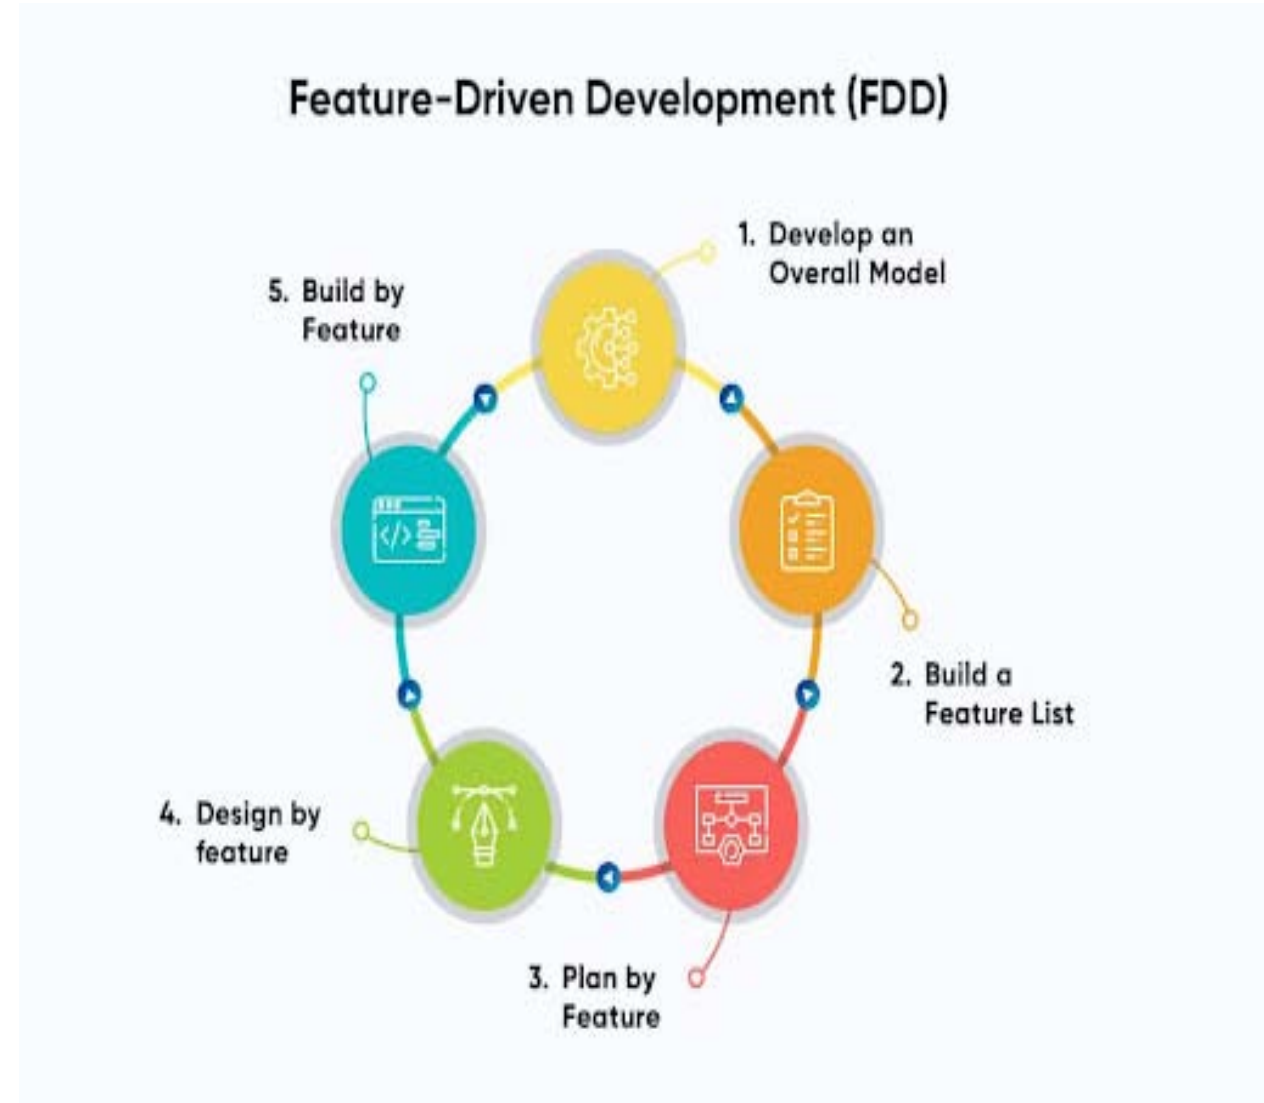 Feature-Driven Development (FDD)
1. Develop an
Overall Model
2. Build a
Feature List
3. Plan by
Feature
4. Design by
feature
5. Build by
Feature